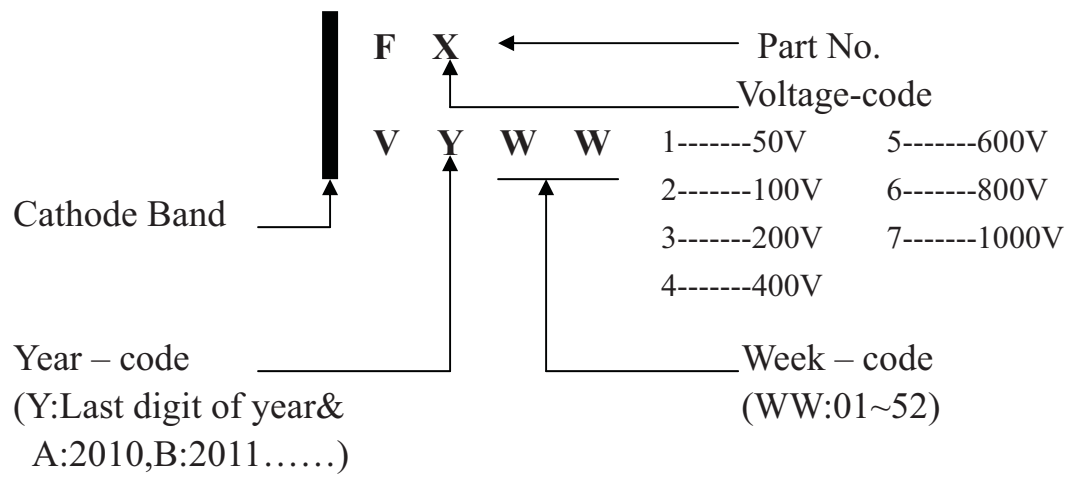 F X Part No.
Voltage-code
V Y W W
1-------50V 5-------600V
2-------100V 6-------800V
3-------200V 7-------1000V
4-------400V
Cathode Band
Year – code
(Y:Last digit of year&
A:2010,B:2011……)
Week – code
(WW:01~52)